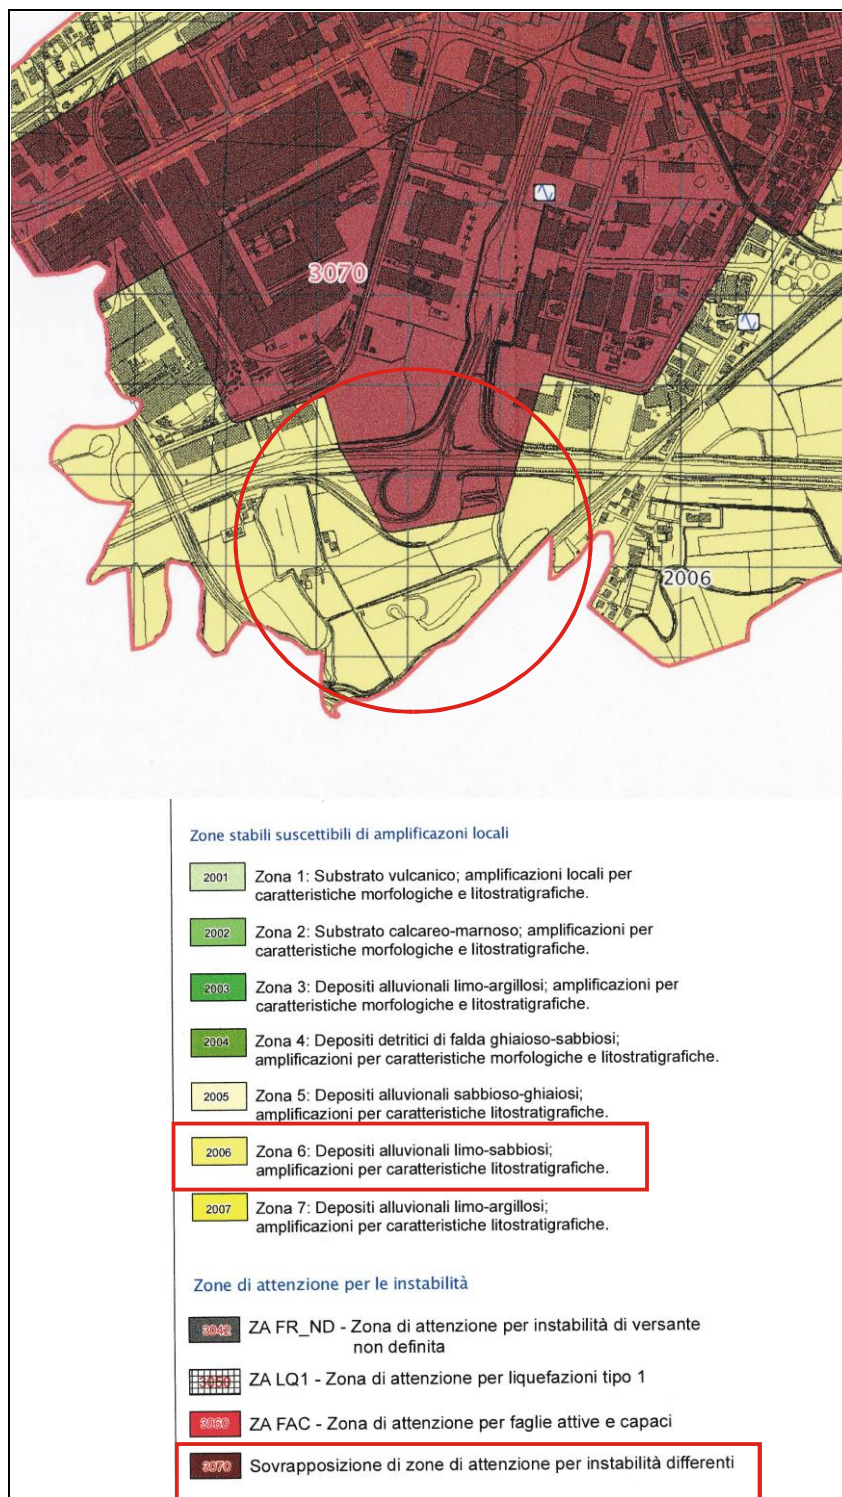 3070
2006
Zone stabili suscettibili di amplificazoni locali
2001 Zona 1: Substrato vulcanico; amplificazioni locali per
caratteristiche morfologiche e litostratigrafiche.
2002 Zona 2: Substrato calcareo-marnoso; amplificazioni per
caratteristiche morfologiche e litostratigrafiche.
2003 Zona 3: Depositi alluvionali limo-argillosi; amplificazioni per
caratteristiche morfologiche e litostratigrafiche.
2004 Zona 4: Depositi detritici di falda ghiaioso-sabbiosi;
amplificazioni per caratteristiche morfologiche e litostratigrafiche.
2005 Zona 5: Depositi alluvionali sabbioso-ghiaiosi;
amplificazioni per caratteristiche litostratigrafiche.
2006 Zona 6: Depositi alluvionali limo-sabbiosi;
amplificazioni per caratteristiche litostratigrafiche.
2007 Zona 7: Depositi alluvionali limo-argillosi;
amplificazioni per caratteristiche litostratigrafiche.
Zone di attenzione per le instabilità
3042 ZA FR_ND - Zona di attenzione per instabilità di versante
non definita
3050 ZA LQ1 - Zona di attenzione per liquefazioni tipo 1
3060 ZA FAC - Zona di attenzione per faglie attive e capaci
3070 Sovrapposizione di zone di attenzione per instabilità differenti